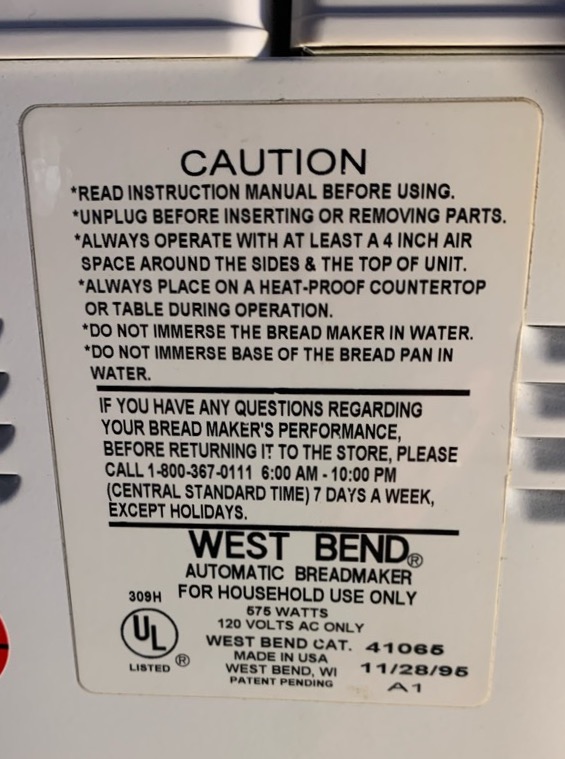 CAUTION
*READ INSTRUCTION MANUAL BEFORE USING.
*UNPLUG BEFORE INSERTING OR REMOVING PARTS.
*ALWAYS OPERATE WITH AT LEAST A 4 INCH AIR
SPACE AROUND THE SIDES & THE TOP OF UNIT.
*ALWAYS PLACE ON A HEAT-PROOF COUNTERTOP
OR TABLE DURING OPERATION.
*DO NOT IMMERSE THE BREAD MAKER IN WATER.
*DO NOT IMMERSE BASE OF THE BREAD PAN IN
WATER.
IF YOU HAVE ANY QUESTIONS REGARDING
YOUR BREAD MAKER'S PERFORMANCE,
BEFORE RETURNING IT TO THE STORE, PLEASE
CALL 1-800-367-0111 6:00 AM - 10:00 PM
(CENTRAL STANDARD TIME) 7 DAYS A WEEK,
EXCEPT HOLIDAYS.
WEST BEND®
AUTOMATIC BREADMAKER
309H FOR HOUSEHOLD USE ONLY
575 WATTS
120 VOLTS AC ONLY
UL
LISTED ®
WEST BEND CAT. 41065
MADE IN USA
WEST BEND, WI 11/28/95
PATENT PENDING A1